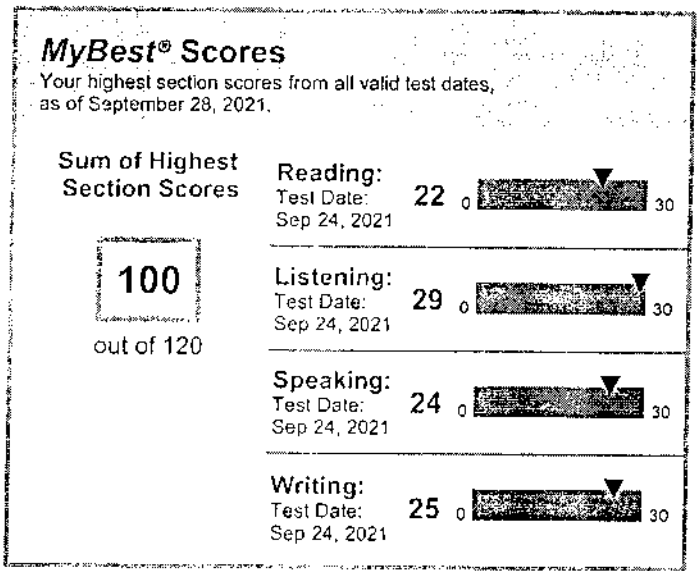 MyBest® Scores
Your highest section scores from all valid test dates,
as of September 28, 2021.
Sum of Highest
Section Scores
100
out of 120
Reading:
Test Date:
Sep 24, 2021
22
0
30
Listening:
Test Date:
Sep 24, 2021
29
0
30
Speaking:
Test Date:
Sep 24, 2021
24
0
30
Writing:
Test Date:
Sep 24, 2021
25
0
30